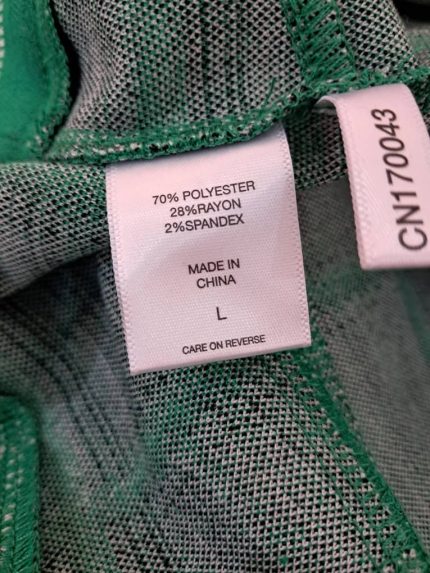 70% POLYESTER
28%RAYON
2%SPANDEX
MADE IN
CHINA
L
CARE ON REVERSE
CN170043